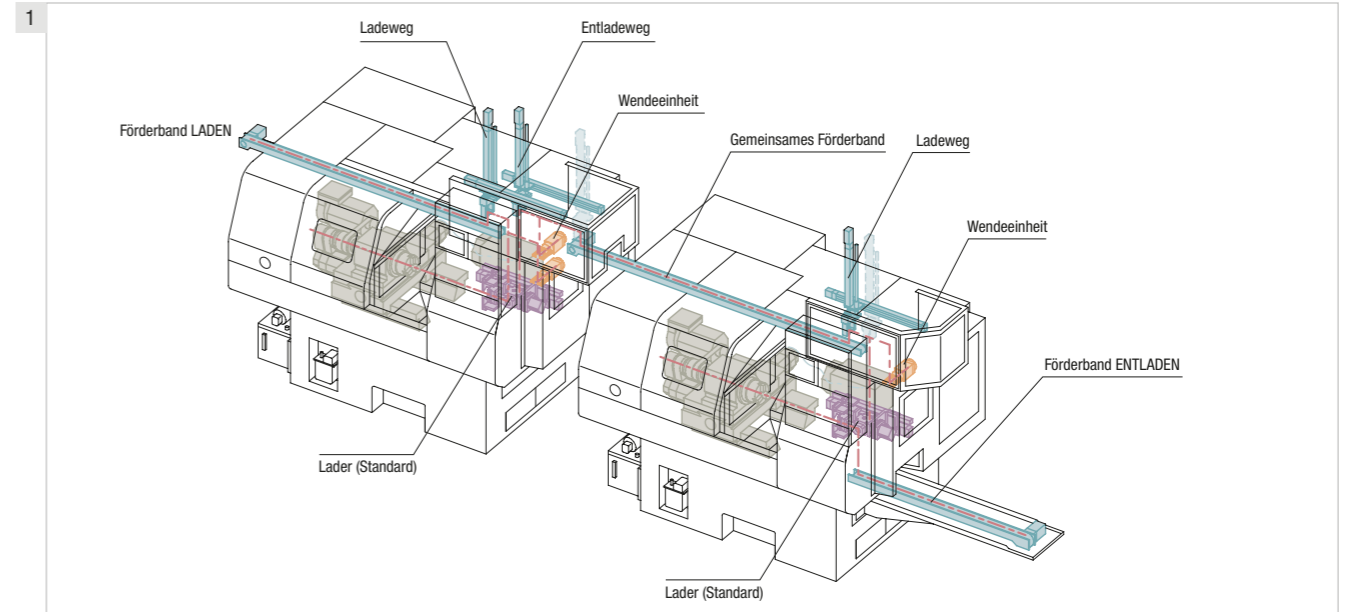 1
Ladeweg
Entladeweg
Wendeeinheit
Förderband LADEN
Gemeinsames Förderband
Ladeweg
Wendeeinheit
Förderband ENTLADEN
Lader (Standard)
Lader (Standard)